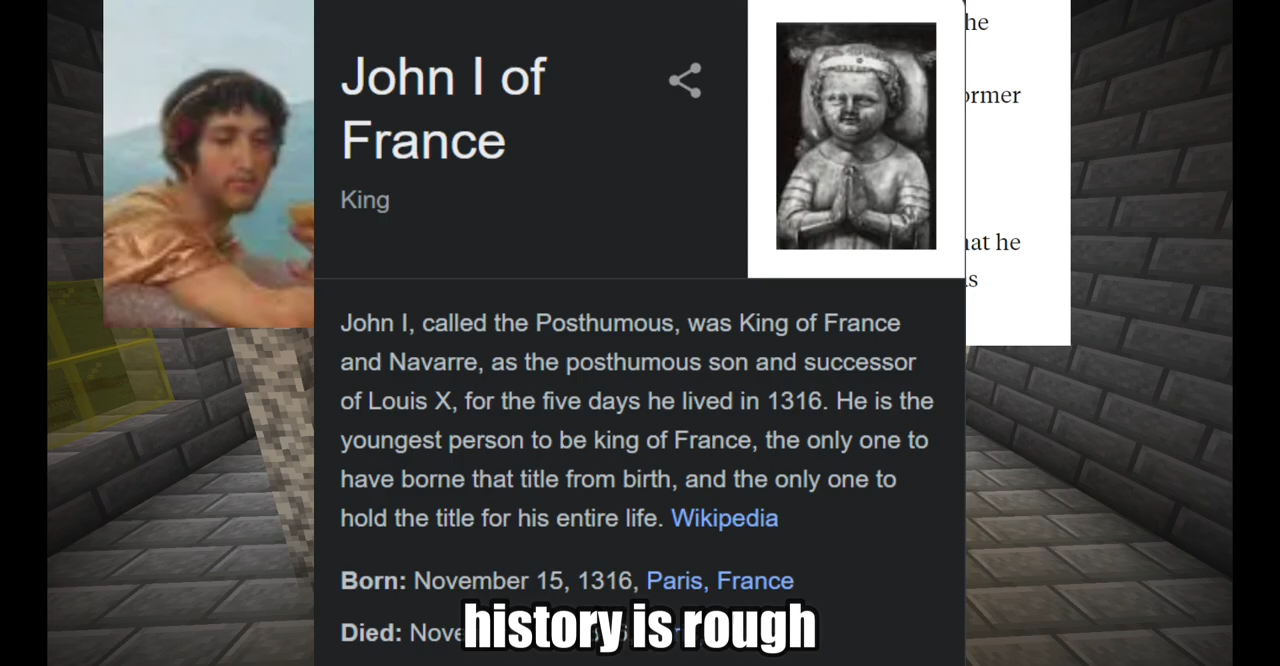 John I of
France
King
he
ormer
hat he
is
John I, called the Posthumous, was King of France
and Navarre, as the posthumous son and successor
of Louis X, for the five days he lived in 1316. He is the
youngest person to be king of France, the only one to
have borne that title from birth, and the only one to
hold the title for his entire life. Wikipedia
Born: November 15, 1316, Paris, France
Died: Nove
history is rough